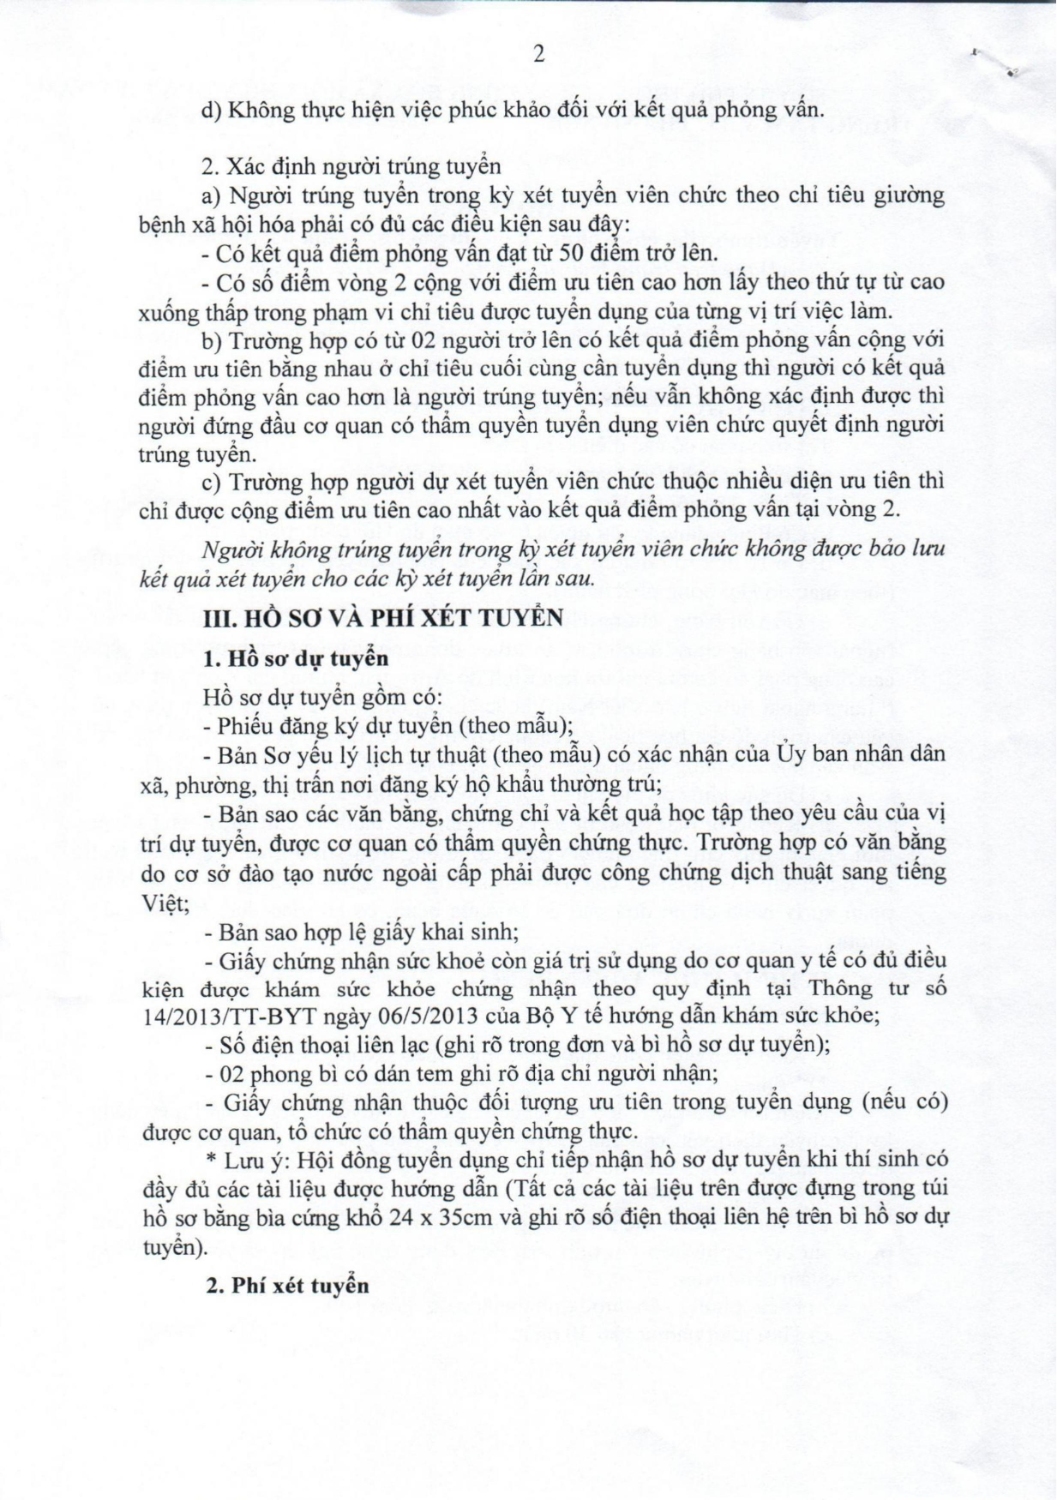 2
d) Không thực hiện việc phúc khảo đối với kết quả phỏng vấn.
2. Xác định người trúng tuyển
a) Người trúng tuyển trong kỳ xét tuyển viên chức theo chỉ tiêu giường
bệnh xã hội hóa phải có đủ các điều kiện sau đây:
- Có kết quả điểm phỏng vấn đạt từ 50 điểm trở lên.
- Có số điểm vòng 2 cộng với điểm ưu tiên cao hơn lấy theo thứ tự từ cao
xuống thấp trong phạm vi chỉ tiêu được tuyển dụng của từng vị trí việc làm.
b) Trường hợp có từ 02 người trở lên có kết quả điểm phỏng vấn cộng với
điểm ưu tiên bằng nhau ở chỉ tiêu cuối cùng cần tuyển dụng thì người có kết quả
điểm phỏng vấn cao hơn là người trúng tuyển; nếu vẫn không xác định được thì
người đứng đầu cơ quan có thẩm quyền tuyển dụng viên chức quyết định người
trúng tuyển.
c) Trường hợp người dự xét tuyển viên chức thuộc nhiều diện ưu tiên thì
chỉ được cộng điểm ưu tiên cao nhất vào kết quả điểm phỏng vấn tại vòng 2.
Người không trúng tuyển trong kỳ xét tuyển viên chức không được bảo lưu
kết quả xét tuyển cho các kỳ xét tuyển lần sau.
III. HỒ SƠ VÀ PHÍ XÉT TUYỂN
1. Hồ sơ dự tuyển
Hồ sơ dự tuyển gồm có:
- Phiếu đăng ký dự tuyển (theo mẫu);
- Bản Sơ yếu lý lịch tự thuật (theo mẫu) có xác nhận của Ủy ban nhân dân
xã, phường, thị trấn nơi đăng ký hộ khẩu thường trú;
- Bản sao các văn bằng, chứng chỉ và kết quả học tập theo yêu cầu của vị
trí dự tuyển, được cơ quan có thẩm quyền chứng thực. Trường hợp có văn bằng
do cơ sở đào tạo nước ngoài cấp phải được công chứng dịch thuật sang tiếng
Việt;
- Bản sao hợp lệ giấy khai sinh;
- Giấy chứng nhận sức khoẻ còn giá trị sử dụng do cơ quan y tế có đủ điều
kiện được khám sức khỏe chứng nhận theo quy định tại Thông tư số
14/2013/TT-BYT ngày 06/5/2013 của Bộ Y tế hướng dẫn khám sức khỏe;
- Số điện thoại liên lạc (ghi rõ trong đơn và bì hồ sơ dự tuyển);
- 02 phong bì có dán tem ghi rõ địa chỉ người nhận;
- Giấy chứng nhận thuộc đối tượng ưu tiên trong tuyển dụng (nếu có)
được cơ quan, tổ chức có thẩm quyền chứng thực.
* Lưu ý: Hội đồng tuyển dụng chỉ tiếp nhận hồ sơ dự tuyển khi thí sinh có
đầy đủ các tài liệu được hướng dẫn (Tất cả các tài liệu trên được đựng trong túi
hồ sơ bằng bìa cứng khổ 24 x 35cm và ghi rõ số điện thoại liên hệ trên bì hồ sơ dự
tuyển).
2. Phí xét tuyển